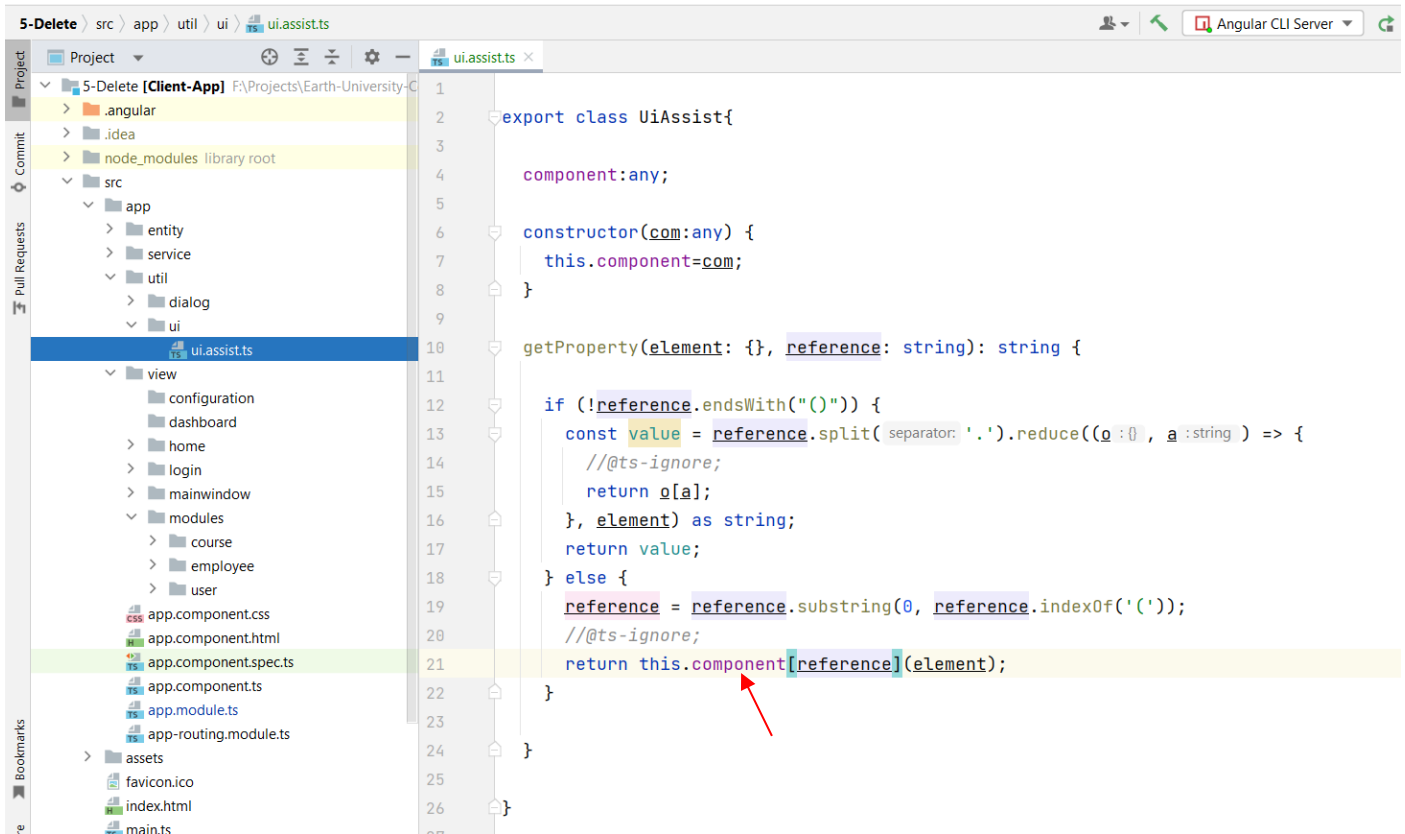 5-Delete src app util ui ui.assist.ts Angular CLI Server
Project
ui.assist.ts
Project
Commit
Pull Requests
Bookmarks
5-Delete [Client-App] F:\Projects\Earth-University-C
.angular
.idea
node_modules library root
src
app
entity
service
util
dialog
ui
ui.assist.ts
view
configuration
dashboard
home
login
mainwindow
modules
course
employee
user
app.component.css
app.component.html
app.component.spec.ts
app.component.ts
app.module.ts
app-routing.module.ts
assets
favicon.ico
index.html
main.ts
1
2 export class UiAssist{
3
4 component:any;
5
6 constructor(com:any) {
7 this.component=com;
8 }
9
10 getProperty(element: {}, reference: string): string {
11
12 if (!reference.endsWith("()")) {
13 const value = reference.split( separator: '.').reduce((o : {} , a : string ) => {
14 //@ts-ignore;
15 return o[a];
16 }, element) as string;
17 return value;
18 } else {
19 reference = reference.substring(0, reference.indexOf('('));
20 //@ts-ignore;
21 return this.component[reference](element);
22 }
23
24 }
25
26 }